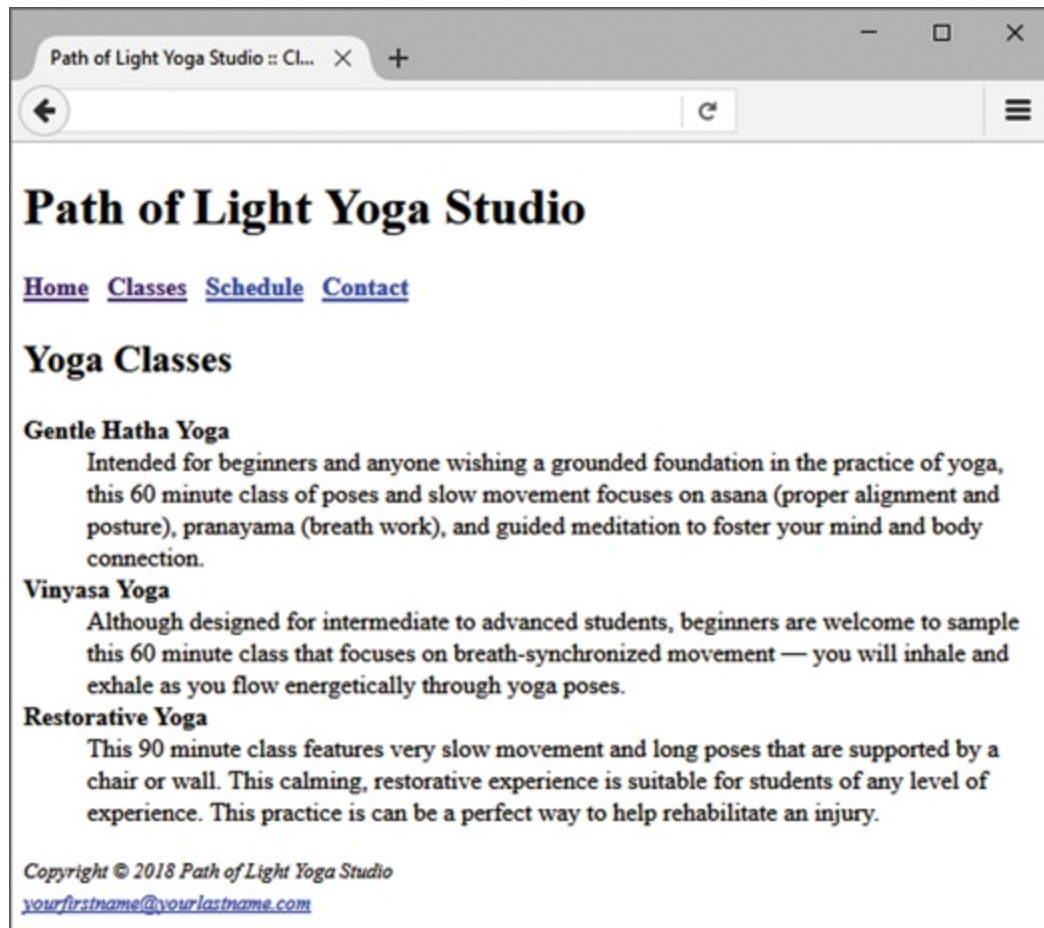 Path of Light Yoga Studio :: Cl...
Path of Light Yoga Studio
Home Classes Schedule Contact
Yoga Classes
Gentle Hatha Yoga
Intended for beginners and anyone wishing a grounded foundation in the practice of yoga,
this 60 minute class of poses and slow movement focuses on asana (proper alignment and
posture), pranayama (breath work), and guided meditation to foster your mind and body
connection.
Vinyasa Yoga
Although designed for intermediate to advanced students, beginners are welcome to sample
this 60 minute class that focuses on breath-synchronized movement — you will inhale and
exhale as you flow energetically through yoga poses.
Restorative Yoga
This 90 minute class features very slow movement and long poses that are supported by a
chair or wall. This calming, restorative experience is suitable for students of any level of
experience. This practice is can be a perfect way to help rehabilitate an injury.
Copyright © 2018 Path of Light Yoga Studio
yourfirstname@yourlastname.com